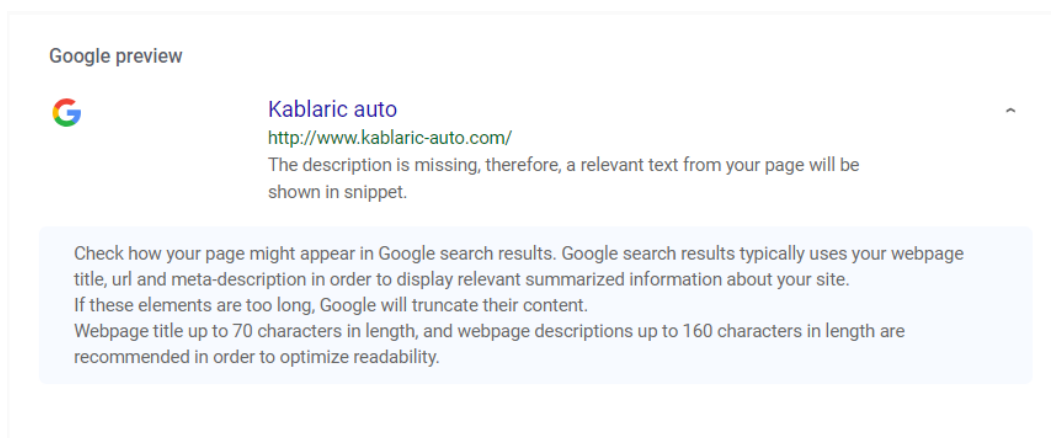 Google preview
Kablaric auto
http://www.kablaric-auto.com/
The description is missing, therefore, a relevant text from your page will be
shown in snippet.
Check how your page might appear in Google search results. Google search results typically uses your webpage
title, url and meta-description in order to display relevant summarized information about your site.
If these elements are too long, Google will truncate their content.
Webpage title up to 70 characters in length, and webpage descriptions up to 160 characters in length are
recommended in order to optimize readability.